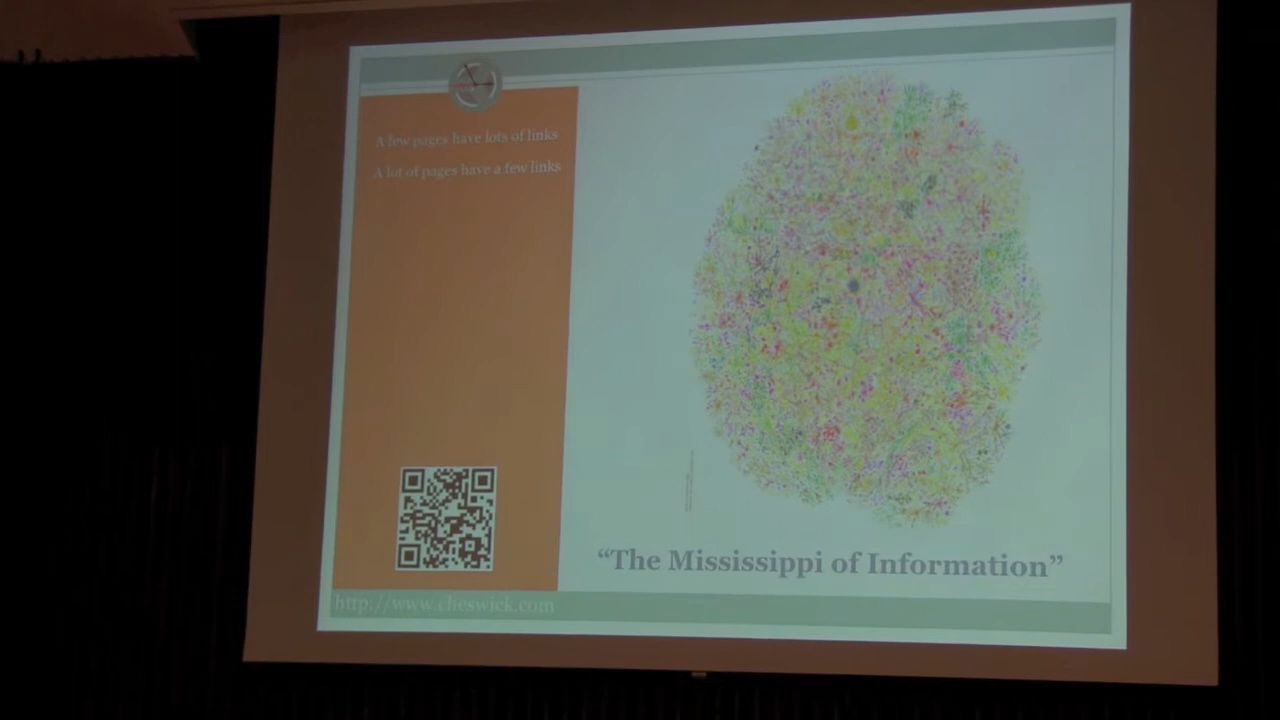 A few pages have lots of links
A lot of pages have a few links
“The Mississippi of Information”
http://www.cheswick.com